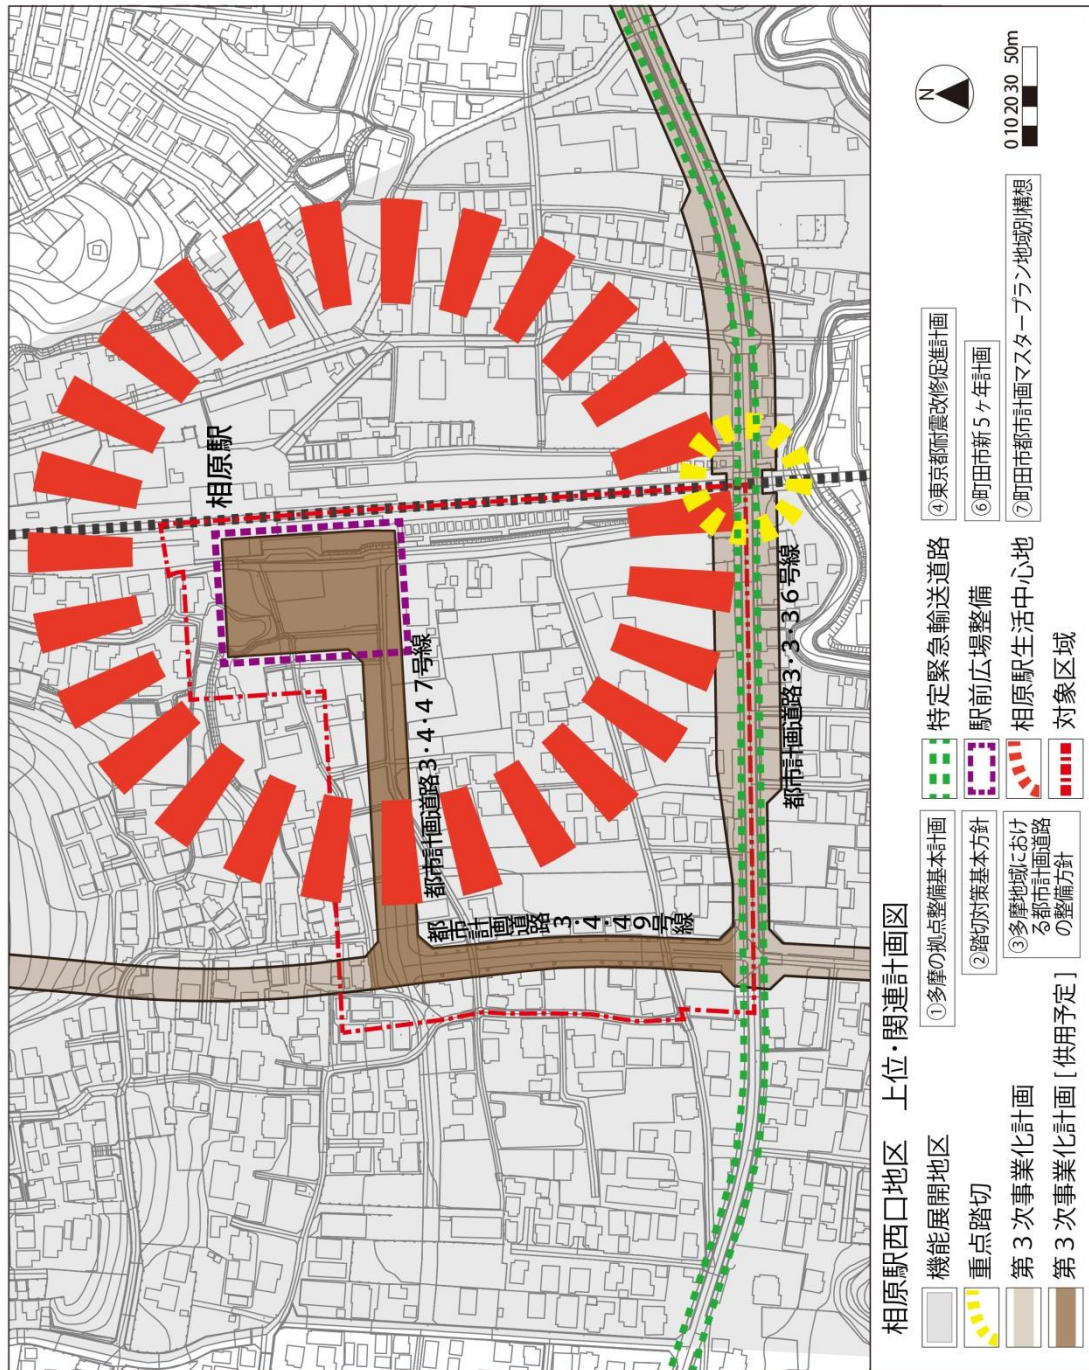 相原駅
都市計画道路3・4・47号線
都市計画道路3・4・49号線
都市計画道路3・3・36号線
相原駅西口地区 上位・関連計画図
機能展開地区
①多摩の拠点整備基本計画
重点踏切
②踏切対策基本方針
第3次事業化計画
第3次事業化計画 [供用予定]
③多摩地域におけ
る都市計画道路
の整備方針
特定緊急輸送道路
④東京都耐震改修促進計画
駅前広場整備
⑥町田市新5ヶ年計画
相原駅生活中心地
⑦町田市都市計画マスタープラン地域別構想
対象区域
N
0 10 20 30 50m